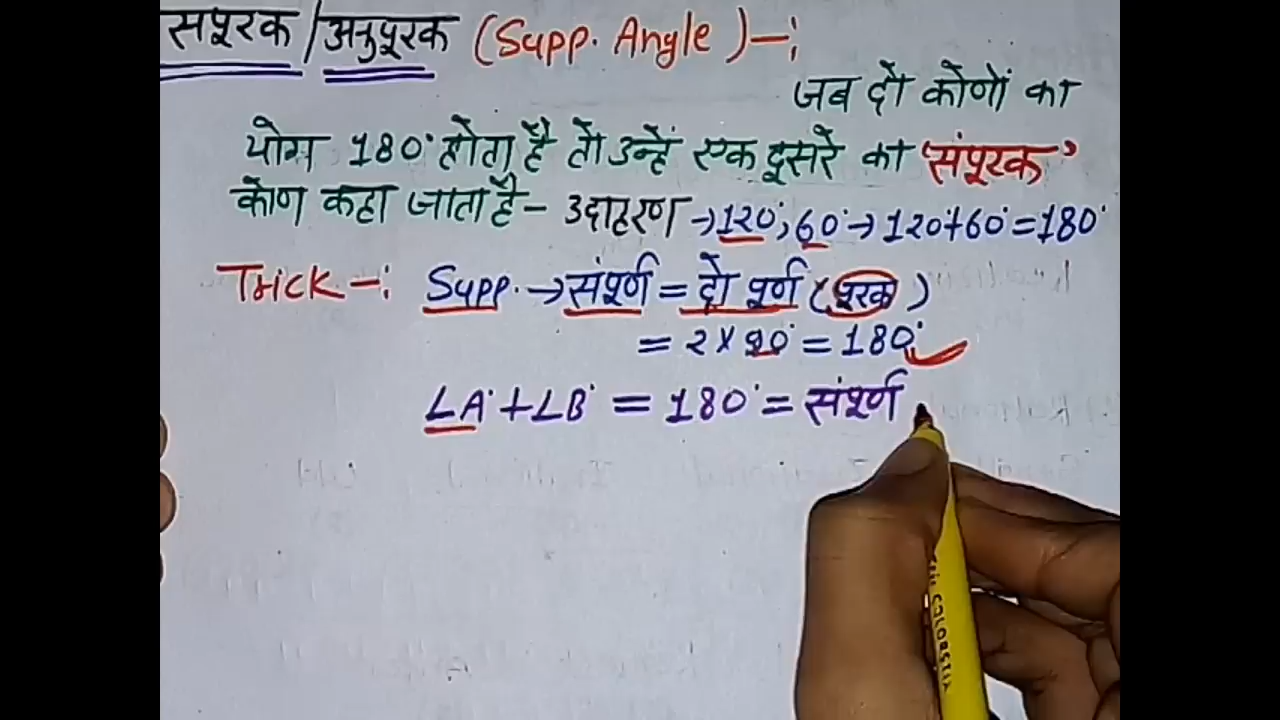 संपूरक/अनुपूरक (Supp. Angle) —:
जब दो कोणों का
योग 180° होता है तो उन्हें एक दूसरे का 'संपूरक'
कोण कहा जाता है - उदाहरण → 120°, 60° → 120°+60° = 180°
Trick —: Supp. → संपूर्ण = दो पूर्ण (पूरक)
= 2 × 90° = 180°
∠A° + ∠B° = 180° = संपूर्ण
COLORSTIX